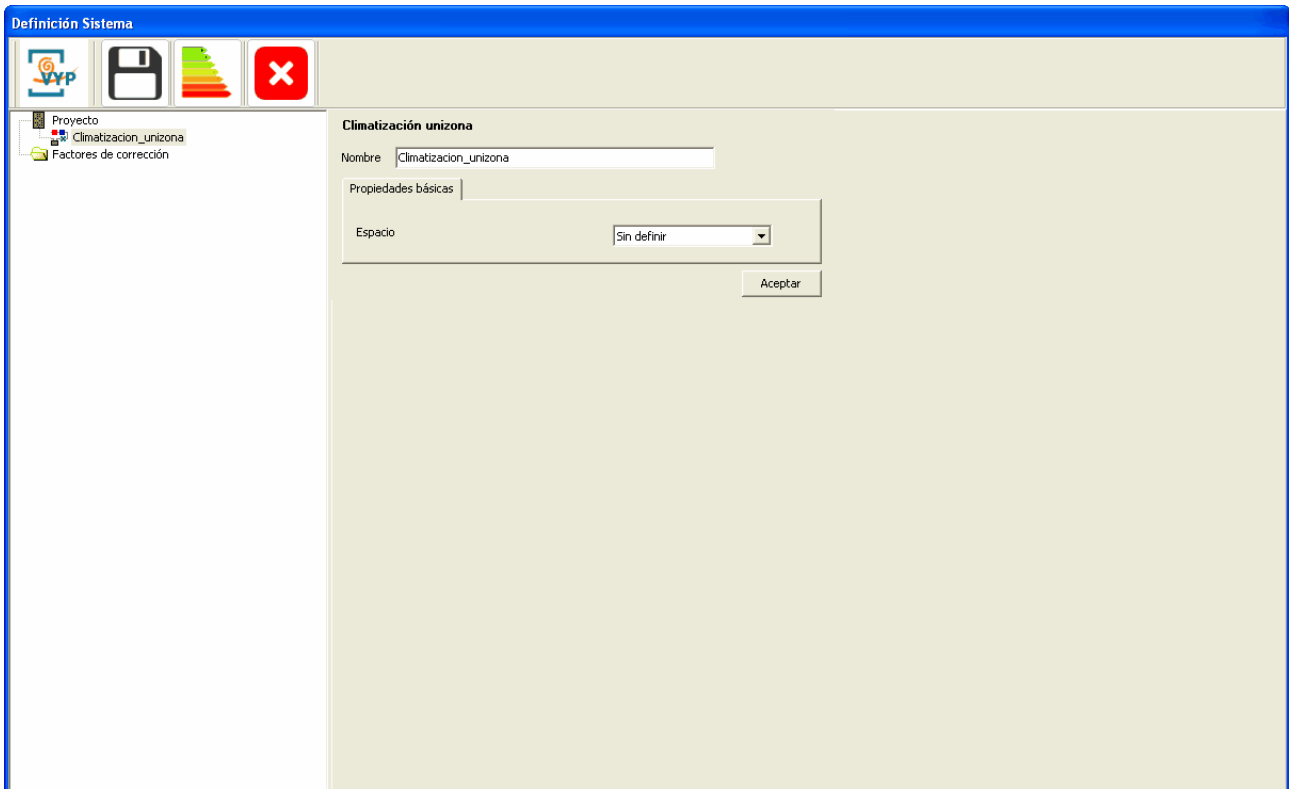 Definición Sistema
VYP
Proyecto
Climatizacion_unizona
Factores de corrección
Climatización unizona
Nombre Climatizacion_unizona
Propiedades básicas
Espacio Sin definir
Aceptar